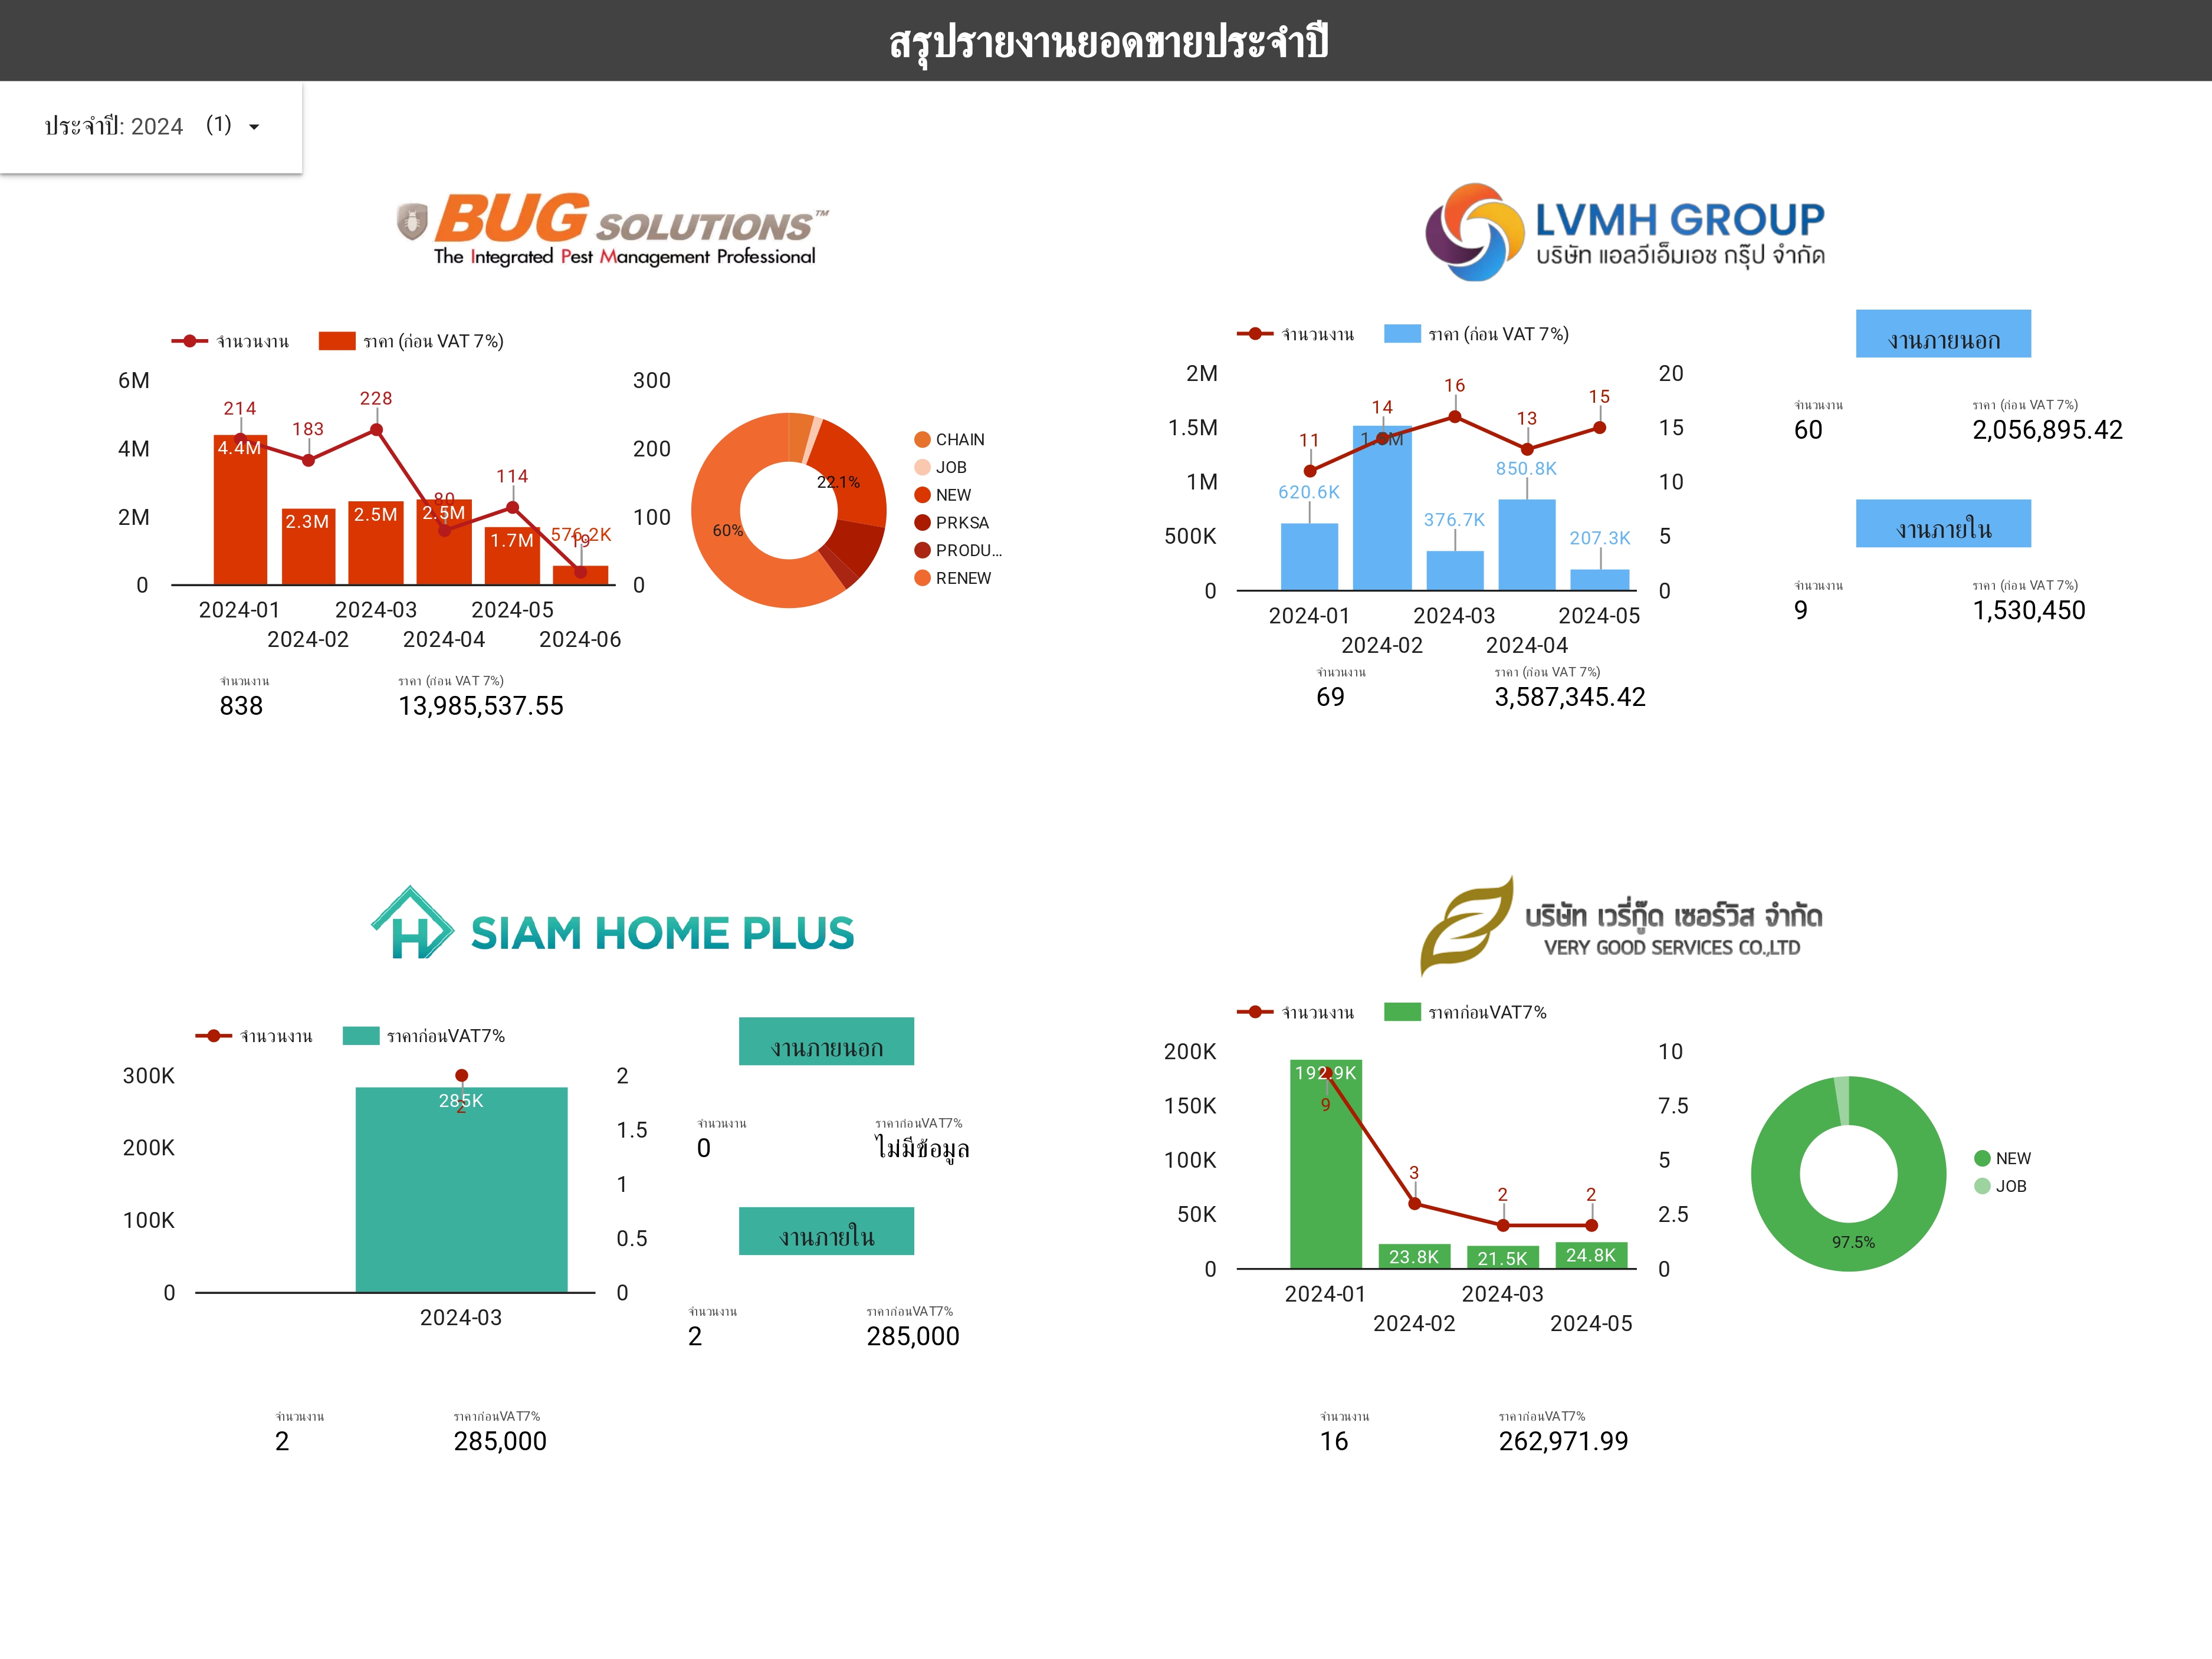 สรุปรายงานยอดขายประจำปี
ประจำปี: 2024 (1)
BUG SOLUTIONS™
The Integrated Pest Management Professional
จำนวนงาน ราคา (ก่อน VAT 7%)
6M
4M
2M
0
300
200
100
0
214
183
228
80
114
19
4.4M
2.3M
2.5M
2.5M
1.7M
576.2K
2024-01
2024-02
2024-03
2024-04
2024-05
2024-06
60%
22.1%
CHAIN
JOB
NEW
PRKSA
PRODU...
RENEW
จำนวนงาน
838
ราคา (ก่อน VAT 7%)
13,985,537.55
LVMH GROUP
บริษัท แอลวีเอ็มเอช กรุ๊ป จำกัด
จำนวนงาน ราคา (ก่อน VAT 7%)
2M
1.5M
1M
500K
0
20
15
10
5
0
11
14
16
13
15
620.6K
376.7K
850.8K
207.3K
2024-01
2024-02
2024-03
2024-04
2024-05
จำนวนงาน
69
ราคา (ก่อน VAT 7%)
3,587,345.42
งานภายนอก
จำนวนงาน
60
ราคา (ก่อน VAT 7%)
2,056,895.42
งานภายใน
จำนวนงาน
9
ราคา (ก่อน VAT 7%)
1,530,450
SIAM HOME PLUS
จำนวนงาน ราคาก่อนVAT7%
300K
200K
100K
0
2
1.5
1
0.5
0
285K
2
2024-03
งานภายนอก
จำนวนงาน
0
ราคาก่อนVAT7%
ไม่มีข้อมูล
งานภายใน
จำนวนงาน
2
ราคาก่อนVAT7%
285,000
จำนวนงาน
2
ราคาก่อนVAT7%
285,000
บริษัท เวรี่กู๊ด เซอร์วิส จำกัด
VERY GOOD SERVICES CO.,LTD
จำนวนงาน ราคาก่อนVAT7%
200K
150K
100K
50K
0
10
7.5
5
2.5
0
192.9K
9
3
2
2
23.8K
21.5K
24.8K
2024-01
2024-02
2024-03
2024-05
97.5%
NEW
JOB
จำนวนงาน
16
ราคาก่อนVAT7%
262,971.99